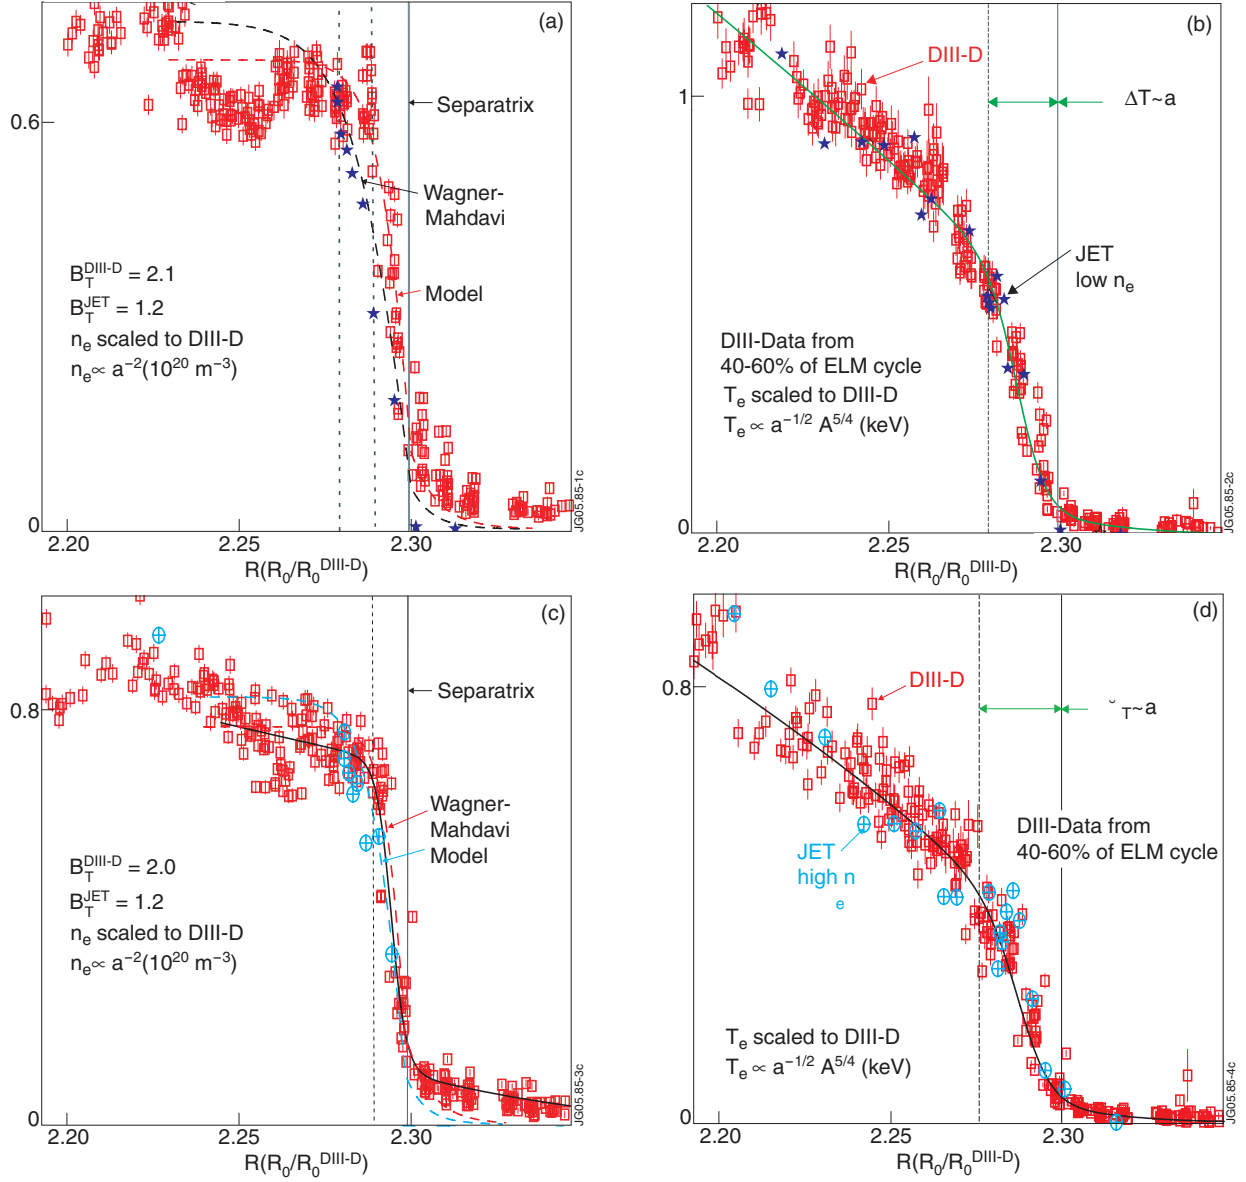 (a)
0.6
Separatrix
Wagner-
Mahdavi
Model
B_T^DIII-D = 2.1
B_T^JET = 1.2
n_e scaled to DIII-D
n_e ∝ a^−2 (10^20 m^−3)
0
2.20
2.25
2.30
R(R_0/R_0^DIII-D)
JG05.85-1c
(b)
1
DIII-D
ΔT~a
JET
low n_e
DIII-Data from
40-60% of ELM cycle
T_e scaled to DIII-D
T_e ∝ a^−1/2 A^5/4 (keV)
0
2.20
2.25
2.30
R(R_0/R_0^DIII-D)
JG05.85-2c
(c)
0.8
Separatrix
Wagner-
Mahdavi
Model
B_T^DIII-D = 2.0
B_T^JET = 1.2
n_e scaled to DIII-D
n_e ∝ a^−2 (10^20 m^−3)
0
2.20
2.25
2.30
R(R_0/R_0^DIII-D)
JG05.85-3c
(d)
0.8
DIII-D
˘_T~a
JET
high n
e
DIII-Data from
40-60% of ELM cycle
T_e scaled to DIII-D
T_e ∝ a^−1/2 A^5/4 (keV)
0
2.20
2.25
2.30
R(R_0/R_0^DIII-D)
JG05.85-4c